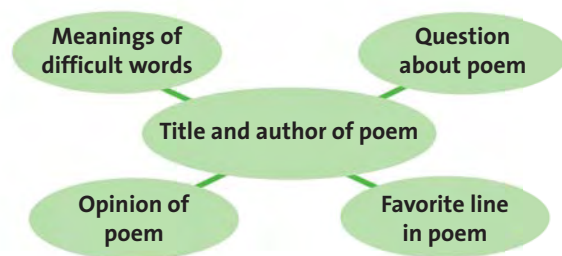 Meanings of
difficult words
Question
about poem
Title and author of poem
Opinion of
poem
Favorite line
in poem